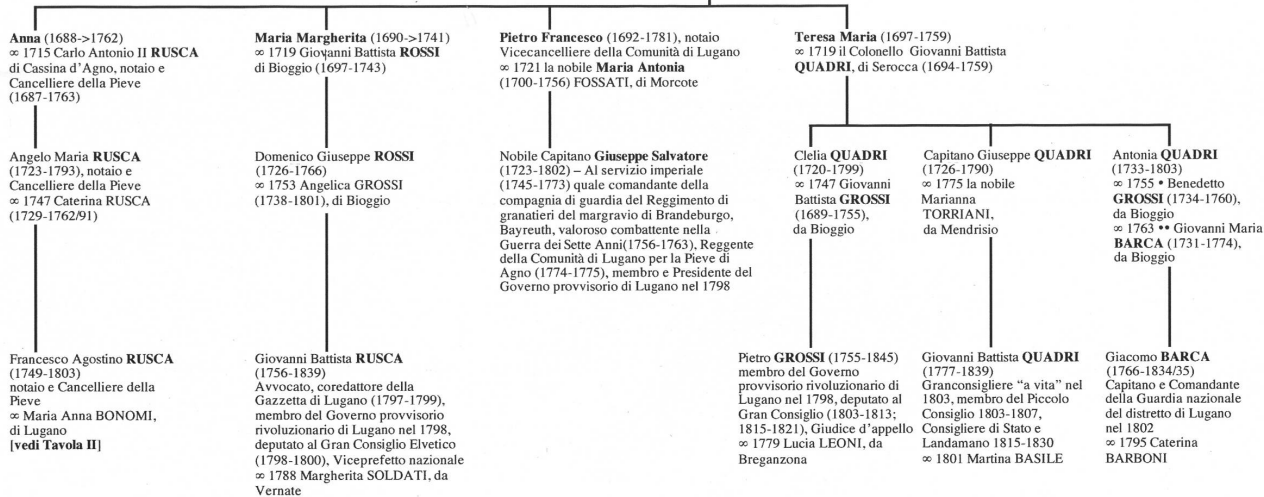 Anna (1688->1762)
∞ 1715 Carlo Antonio II RUSCA
di Cassina d'Agno, notaio e
Cancelliere della Pieve
(1687-1763)
Maria Margherita (1690->1741)
∞ 1719 Giovanni Battista ROSSI
di Bioggio (1697-1743)
Pietro Francesco (1692-1781), notaio
Vicecancelliere della Comunità di Lugano
∞ 1721 la nobile Maria Antonia
(1700-1756) FOSSATI, di Morcote
Teresa Maria (1697-1759)
∞ 1719 il Colonello Giovanni Battista
QUADRI, di Serocca (1694-1759)
Angelo Maria RUSCA
(1723-1793), notaio e
Cancelliere della Pieve
∞ 1747 Caterina RUSCA
(1729-1762/91)
Domenico Giuseppe ROSSI
(1726-1766)
∞ 1753 Angelica GROSSI
(1738-1801), di Bioggio
Nobile Capitano Giuseppe Salvatore
(1723-1802) – Al servizio imperiale
(1745-1773) quale comandante della
compagnia di guardia del Reggimento di
granatieri del margravio di Brandeburgo,
Bayreuth, valoroso combattente nella
Guerra dei Sette Anni(1756-1763), Reggente
della Comunità di Lugano per la Pieve di
Agno (1774-1775), membro e Presidente del
Governo provvisorio di Lugano nel 1798
Clelia QUADRI
(1720-1799)
∞ 1747 Giovanni
Battista GROSSI
(1689-1755),
da Bioggio
Capitano Giuseppe QUADRI
(1726-1790)
∞ 1775 la nobile
Marianna
TORRIANI,
da Mendrisio
Antonia QUADRI
(1733-1803)
∞ 1755 • Benedetto
GROSSI (1734-1760),
da Bioggio
∞ 1763 •• Giovanni Maria
BARCA (1731-1774),
da Bioggio
Francesco Agostino RUSCA
(1749-1803)
notaio e Cancelliere della
Pieve
∞ Maria Anna BONOMI,
di Lugano
[vedi Tavola II]
Giovanni Battista RUSCA
(1756-1839)
Avvocato, coredattore della
Gazzetta di Lugano (1797-1799),
membro del Governo provvisorio
rivoluzionario di Lugano nel 1798,
deputato al Gran Consiglio Elvetico
(1798-1800), Viceprefetto nazionale
∞ 1788 Margherita SOLDATI, da
Vernate
Pietro GROSSI (1755-1845)
membro del Governo
provvisorio rivoluzionario di
Lugano nel 1798, deputato al
Gran Consiglio (1803-1813;
1815-1821), Giudice d'appello
∞ 1779 Lucia LEONI, da
Breganzona
Giovanni Battista QUADRI
(1777-1839)
Granconsigliere "a vita" nel
1803, membro del Piccolo
Consiglio 1803-1807,
Consigliere di Stato e
Landamano 1815-1830
∞ 1801 Martina BASILE
Giacomo BARCA
(1766-1834/35)
Capitano e Comandante
della Guardia nazionale
del distretto di Lugano
nel 1802
∞ 1795 Caterina
BARBONI